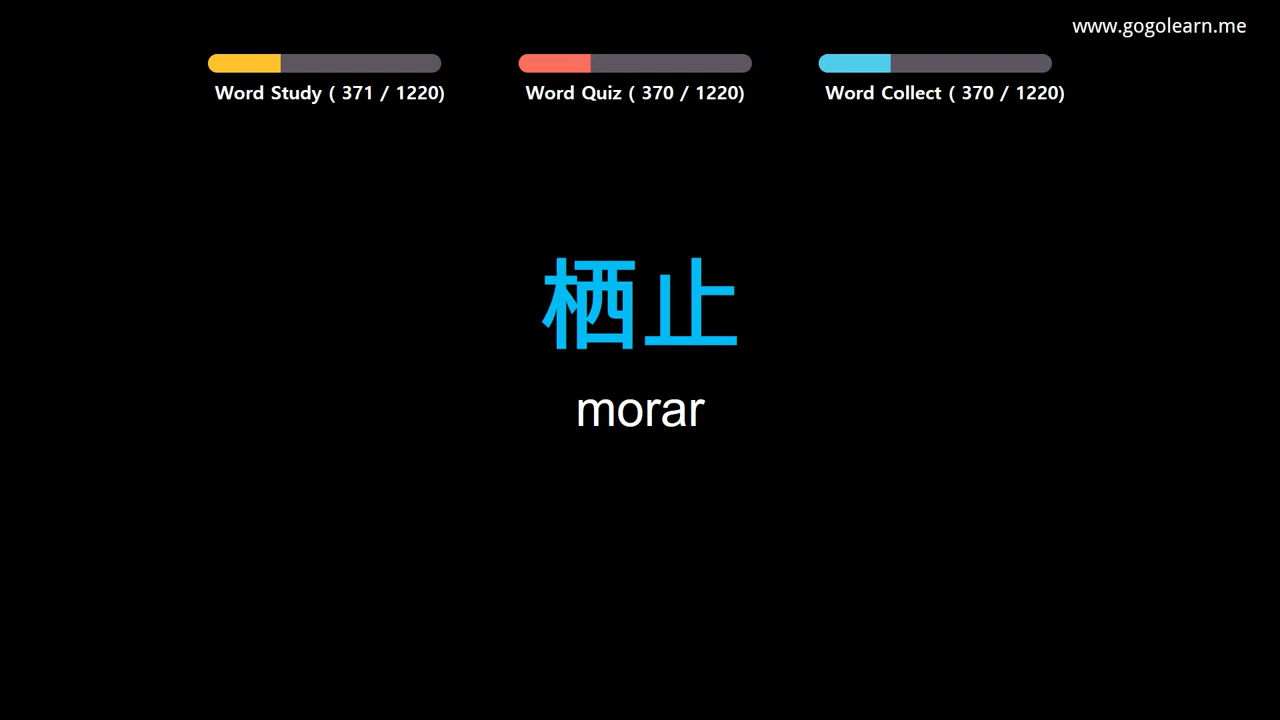 www.gogolearn.me
Word Study ( 371 / 1220)
Word Quiz ( 370 / 1220)
Word Collect ( 370 / 1220)
栖止
morar